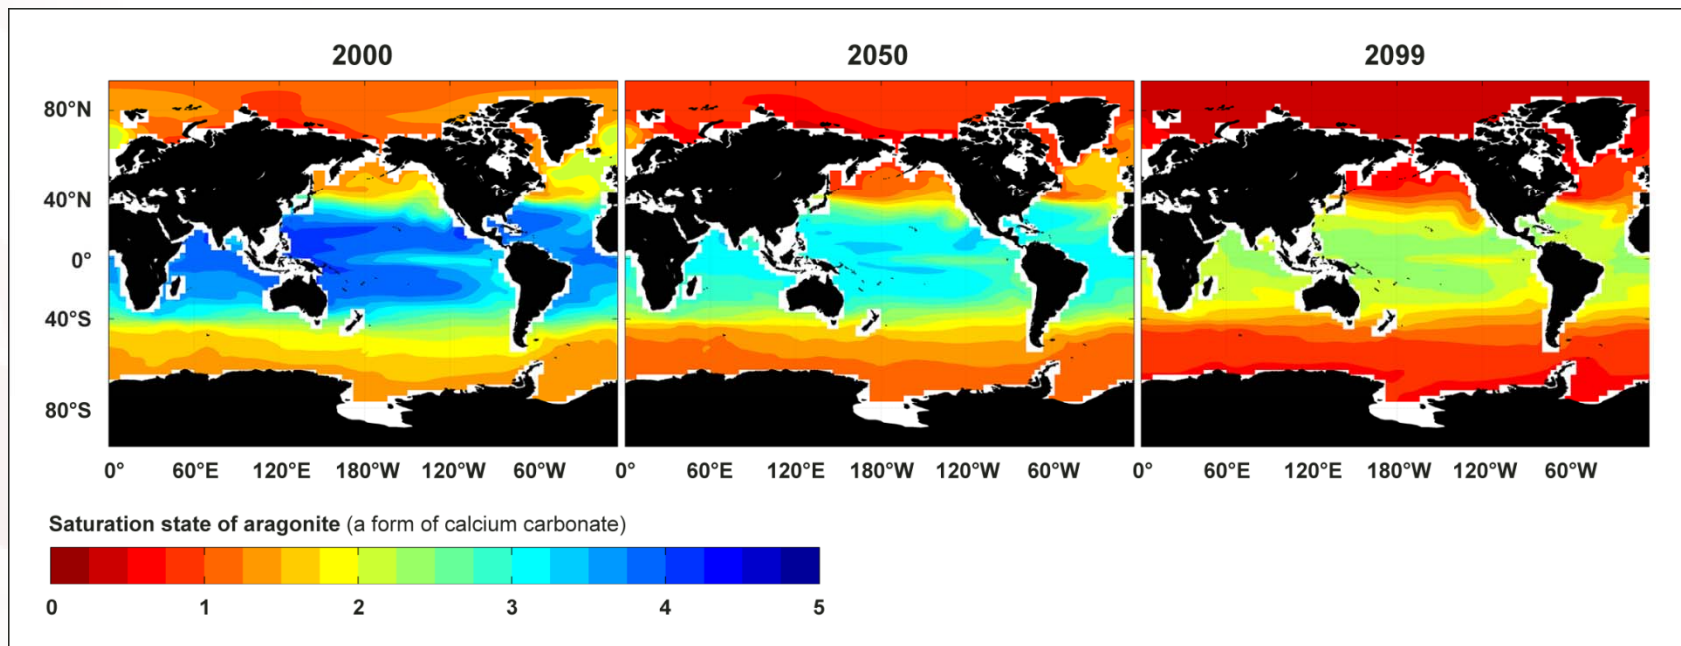 2000 2050 2099
80°N
40°N
0°
40°S
80°S
0° 60°E 120°E 180°W 120°W 60°W 0° 60°E 120°E 180°W 120°W 60°W 0° 60°E 120°E 180°W 120°W 60°W
Saturation state of aragonite (a form of calcium carbonate)
0 1 2 3 4 5